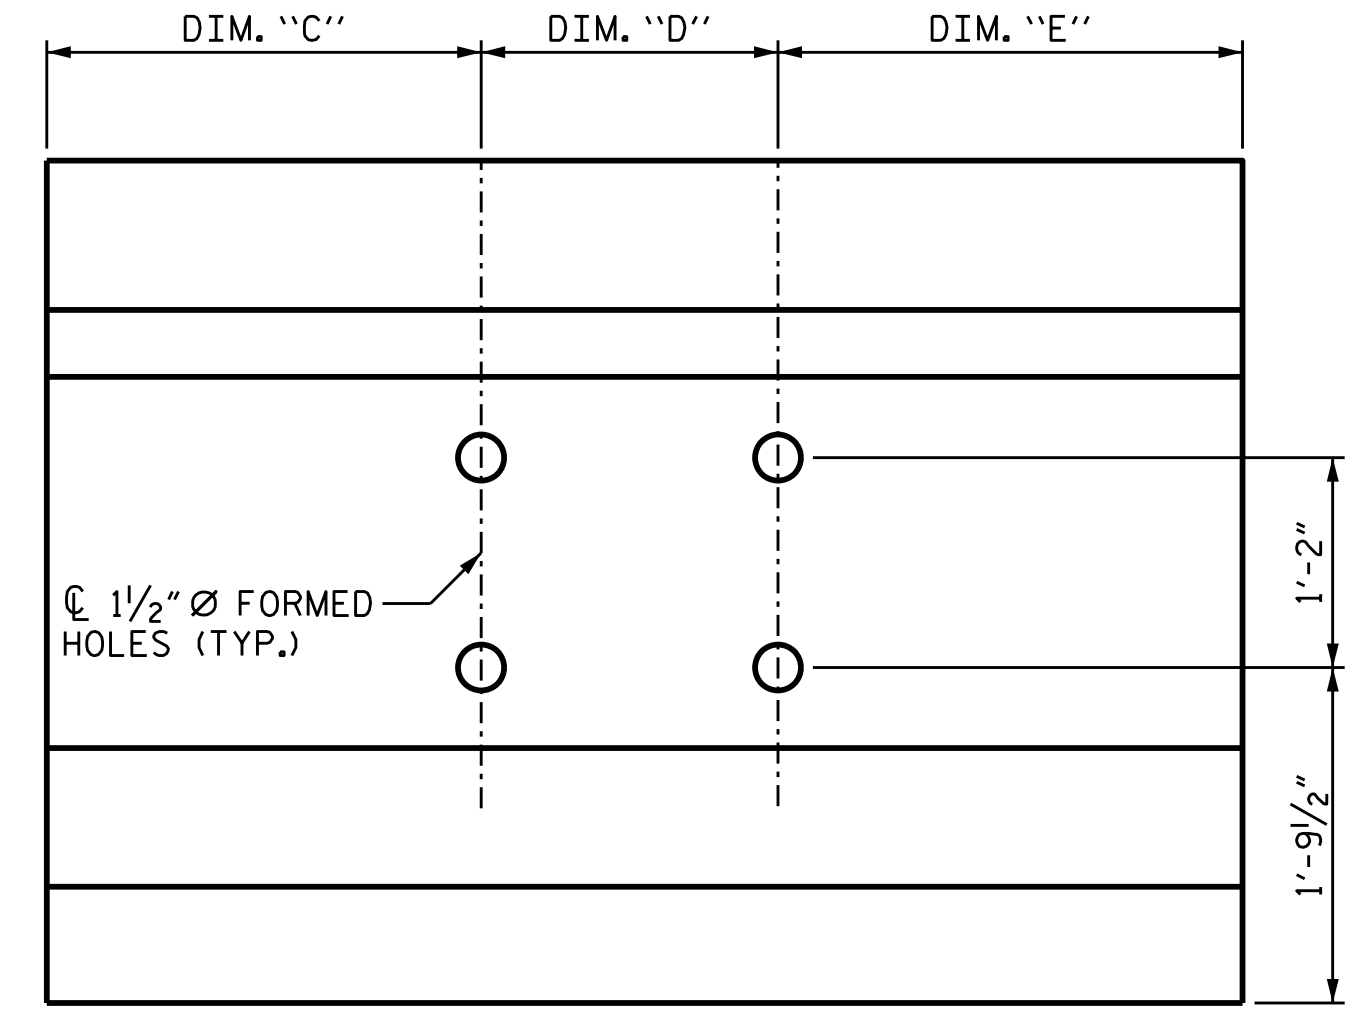 DIM. "C"
DIM. "D"
DIM. "E"
1'-2"
℄ 1½" Ø FORMED
HOLES (TYP.)
1'-9½"